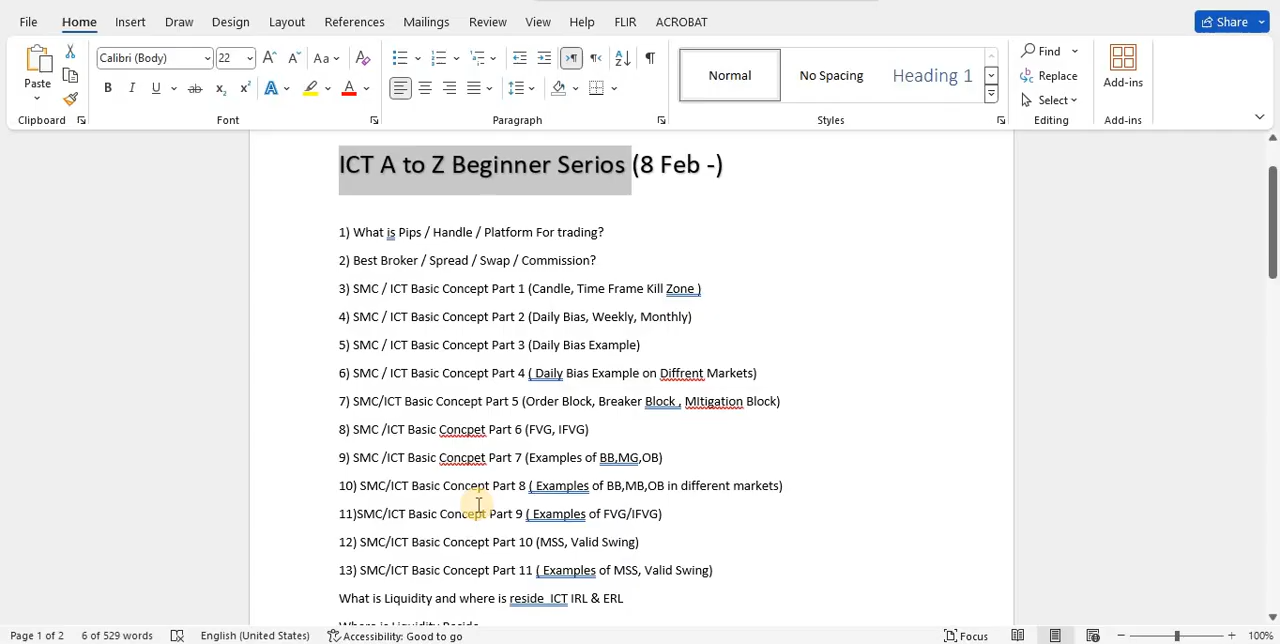 File Home Insert Draw Design Layout References Mailings Review View Help FLIR ACROBAT Share
Calibri (Body) 22 Aa
Paste
Normal No Spacing Heading 1
Find
Replace
Select
Add-ins
Clipboard Font Paragraph Styles Editing Add-ins
ICT A to Z Beginner Serios (8 Feb -)
1) What is Pips / Handle / Platform For trading?
2) Best Broker / Spread / Swap / Commission?
3) SMC / ICT Basic Concept Part 1 (Candle, Time Frame Kill Zone )
4) SMC / ICT Basic Concept Part 2 (Daily Bias, Weekly, Monthly)
5) SMC / ICT Basic Concept Part 3 (Daily Bias Example)
6) SMC / ICT Basic Concept Part 4 ( Daily Bias Example on Diffrent Markets)
7) SMC/ICT Basic Concept Part 5 (Order Block, Breaker Block , MItigation Block)
8) SMC /ICT Basic Concpet Part 6 (FVG, IFVG)
9) SMC /ICT Basic Concpet Part 7 (Examples of BB,MG,OB)
10) SMC/ICT Basic Concept Part 8 ( Examples of BB,MB,OB in different markets)
11)SMC/ICT Basic Concept Part 9 ( Examples of FVG/IFVG)
12) SMC/ICT Basic Concept Part 10 (MSS, Valid Swing)
13) SMC/ICT Basic Concept Part 11 ( Examples of MSS, Valid Swing)
What is Liquidity and where is reside  ICT IRL & ERL
Where is Liquidity Reside
Page 1 of 2 6 of 529 words English (United States) Accessibility: Good to go Focus 100%